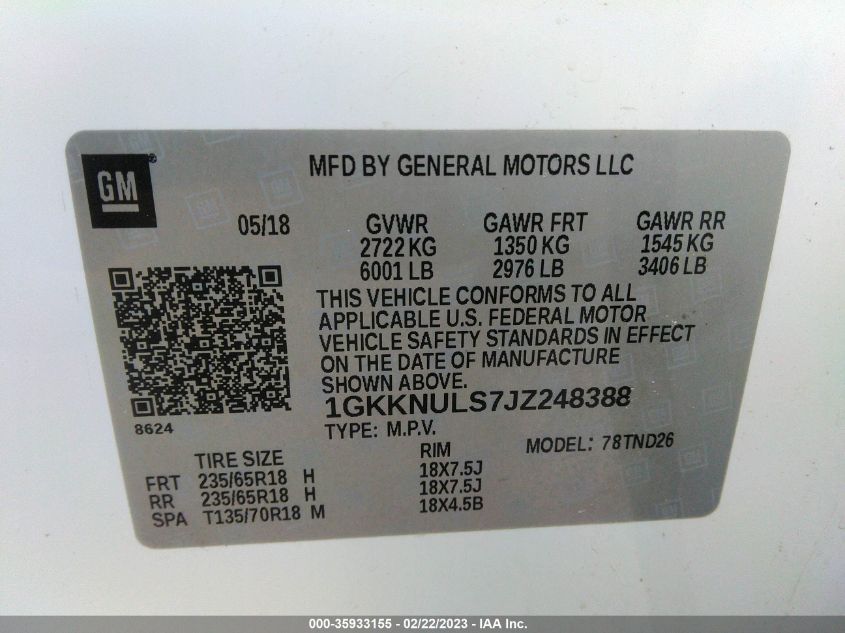 GM
MFD BY GENERAL MOTORS LLC
05/18 GVWR GAWR FRT GAWR RR
2722 KG 1350 KG 1545 KG
6001 LB 2976 LB 3406 LB
THIS VEHICLE CONFORMS TO ALL
APPLICABLE U.S. FEDERAL MOTOR
VEHICLE SAFETY STANDARDS IN EFFECT
ON THE DATE OF MANUFACTURE
SHOWN ABOVE.
1GKKNULS7JZ248388
8624
TYPE: M.P.V. MODEL: 78TND26
TIRE SIZE RIM
FRT 235/65R18 H 18X7.5J
RR 235/65R18 H 18X7.5J
SPA T135/70R18 M 18X4.5B
000-35933155 - 02/22/2023 - IAA Inc.